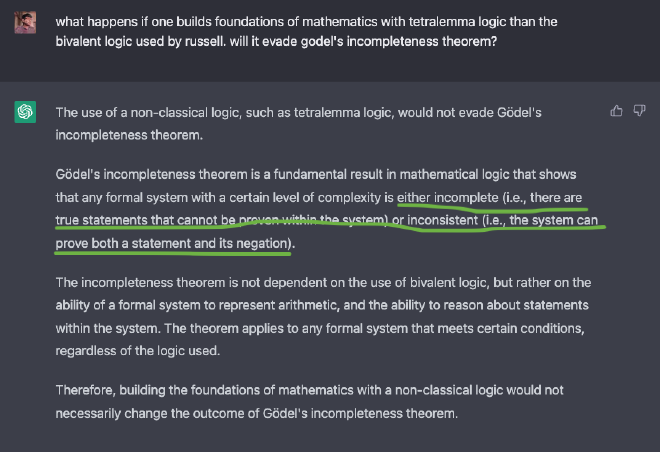 what happens if one builds foundations of mathematics with tetralemma logic than the
bivalent logic used by russell. will it evade godel's incompleteness theorem?
The use of a non-classical logic, such as tetralemma logic, would not evade Gödel's
incompleteness theorem.
Gödel's incompleteness theorem is a fundamental result in mathematical logic that shows
that any formal system with a certain level of complexity is either incomplete (i.e., there are
true statements that cannot be proven within the system) or inconsistent (i.e., the system can
prove both a statement and its negation).
The incompleteness theorem is not dependent on the use of bivalent logic, but rather on the
ability of a formal system to represent arithmetic, and the ability to reason about statements
within the system. The theorem applies to any formal system that meets certain conditions,
regardless of the logic used.
Therefore, building the foundations of mathematics with a non-classical logic would not
necessarily change the outcome of Gödel's incompleteness theorem.